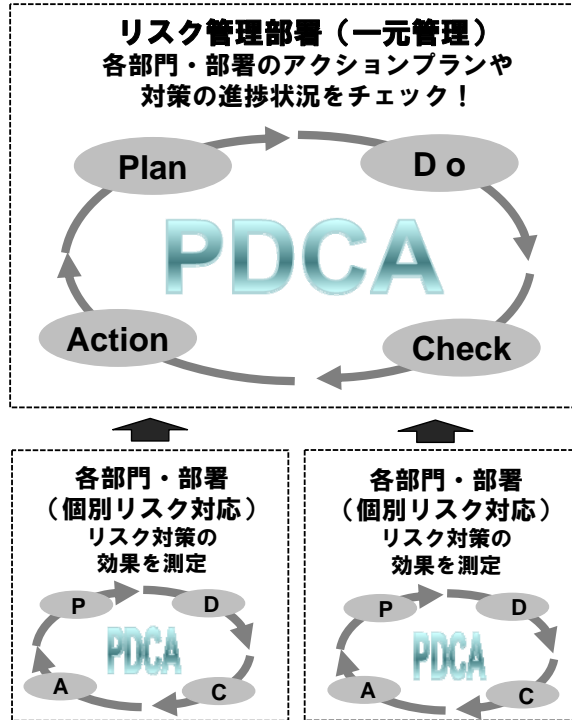 リスク管理部署（一元管理）
各部門・部署のアクションプランや
対策の進捗状況をチェック！
Plan
D o
PDCA
Action
Check
各部門・部署
（個別リスク対応）
リスク対策の
効果を測定
P
D
PDCA
A
C
各部門・部署
（個別リスク対応）
リスク対策の
効果を測定
P
D
PDCA
A
C